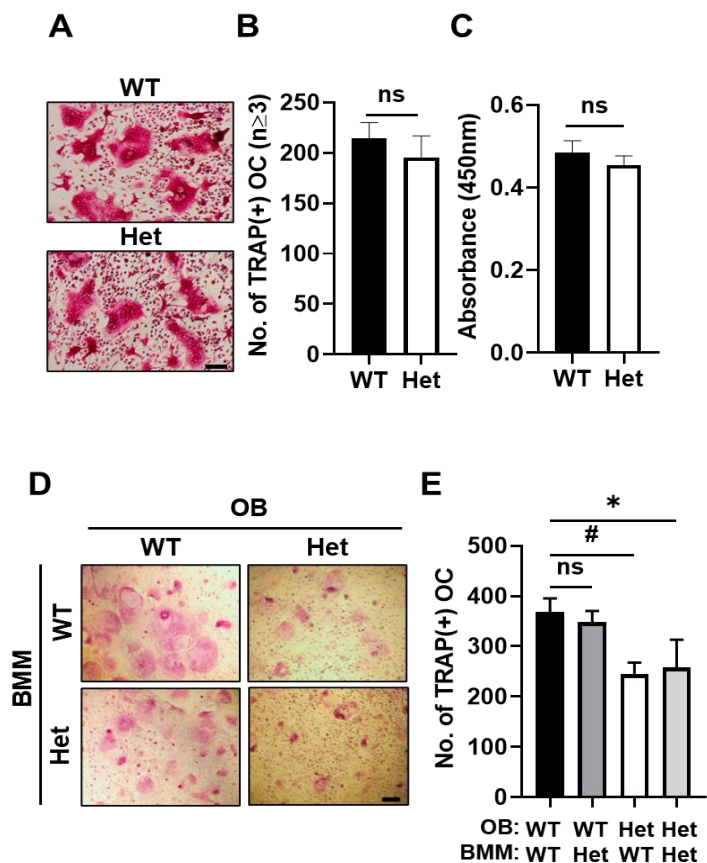 A
WT
Het
B
No. of TRAP(+) OC (n≥3)
250
200
150
100
50
0
ns
WT Het
C
Absorbance (450nm)
0.6
0.4
0.2
0.0
ns
WT Het
D
OB
WT Het
BMM
WT
Het
E
No. of TRAP(+) OC
500
400
300
200
100
0
*
#
ns
OB: WT WT Het Het
BMM: WT Het WT Het